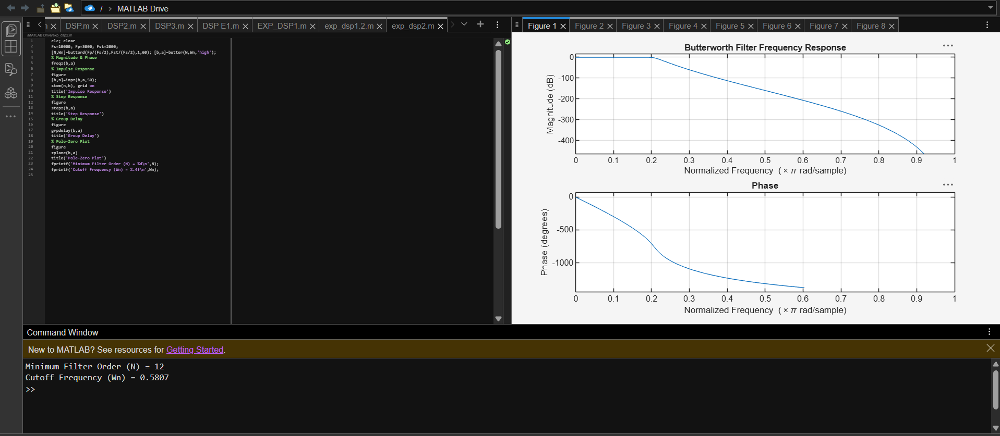 / › MATLAB Drive
DSP.m DSP2.m DSP3.m DSP E1.m EXP_DSP1.m exp_dsp1.2.m exp_dsp2.m
/MATLAB Drive/exp_dsp2.m
1 clc; clear
2 Fs=10000; Fp=3000; Fst=2000;
3 [N,Wn]=buttord(Fp/(Fs/2),Fst/(Fs/2),1,60); [b,a]=butter(N,Wn,'high');
4 % Magnitude & Phase
5 freqz(b,a)
6 % Impulse Response
7 figure
8 [h,n]=impz(b,a,50);
9 stem(n,h), grid on
10 title('Impulse Response')
11 % Step Response
12 figure
13 stepz(b,a)
14 title('Step Response')
15 % Group Delay
16 figure
17 grpdelay(b,a)
18 title('Group Delay')
19 % Pole-Zero Plot
20 figure
21 zplane(b,a)
22 title('Pole-Zero Plot')
23 fprintf('Minimum Filter Order (N) = %d\n',N);
24 fprintf('Cutoff Frequency (Wn) = %.4f\n',Wn);
25
Figure 1 Figure 2 Figure 3 Figure 4 Figure 5 Figure 6 Figure 7 Figure 8
Butterworth Filter Frequency Response
Magnitude (dB)
0
-100
-200
-300
-400
0 0.1 0.2 0.3 0.4 0.5 0.6 0.7 0.8 0.9 1
Normalized Frequency (× π rad/sample)
Phase
Phase (degrees)
0
-500
-1000
0 0.1 0.2 0.3 0.4 0.5 0.6 0.7 0.8 0.9 1
Normalized Frequency (× π rad/sample)
Command Window
New to MATLAB? See resources for Getting Started.
Minimum Filter Order (N) = 12
Cutoff Frequency (Wn) = 0.5807
>>